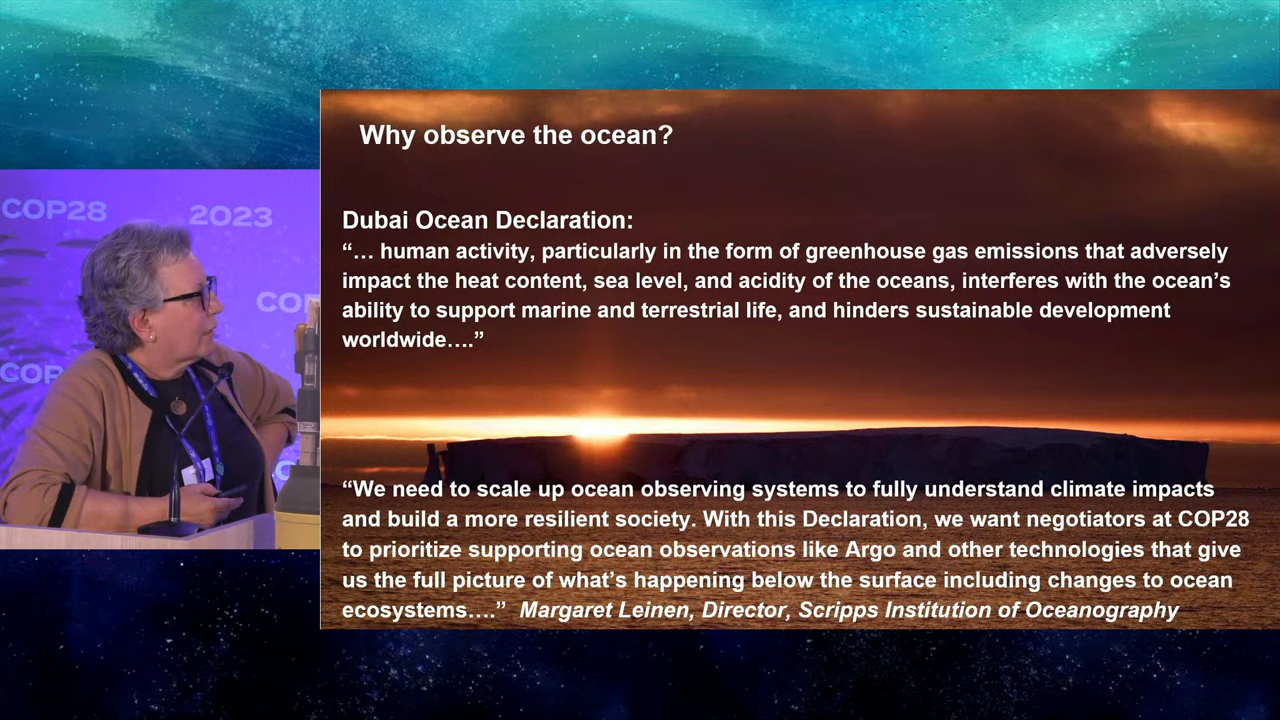 COP28
2023
COP
COP
Why observe the ocean?
Dubai Ocean Declaration:
“… human activity, particularly in the form of greenhouse gas emissions that adversely
impact the heat content, sea level, and acidity of the oceans, interferes with the ocean’s
ability to support marine and terrestrial life, and hinders sustainable development
worldwide….”
“We need to scale up ocean observing systems to fully understand climate impacts
and build a more resilient society. With this Declaration, we want negotiators at COP28
to prioritize supporting ocean observations like Argo and other technologies that give
us the full picture of what’s happening below the surface including changes to ocean
ecosystems….” Margaret Leinen, Director, Scripps Institution of Oceanography